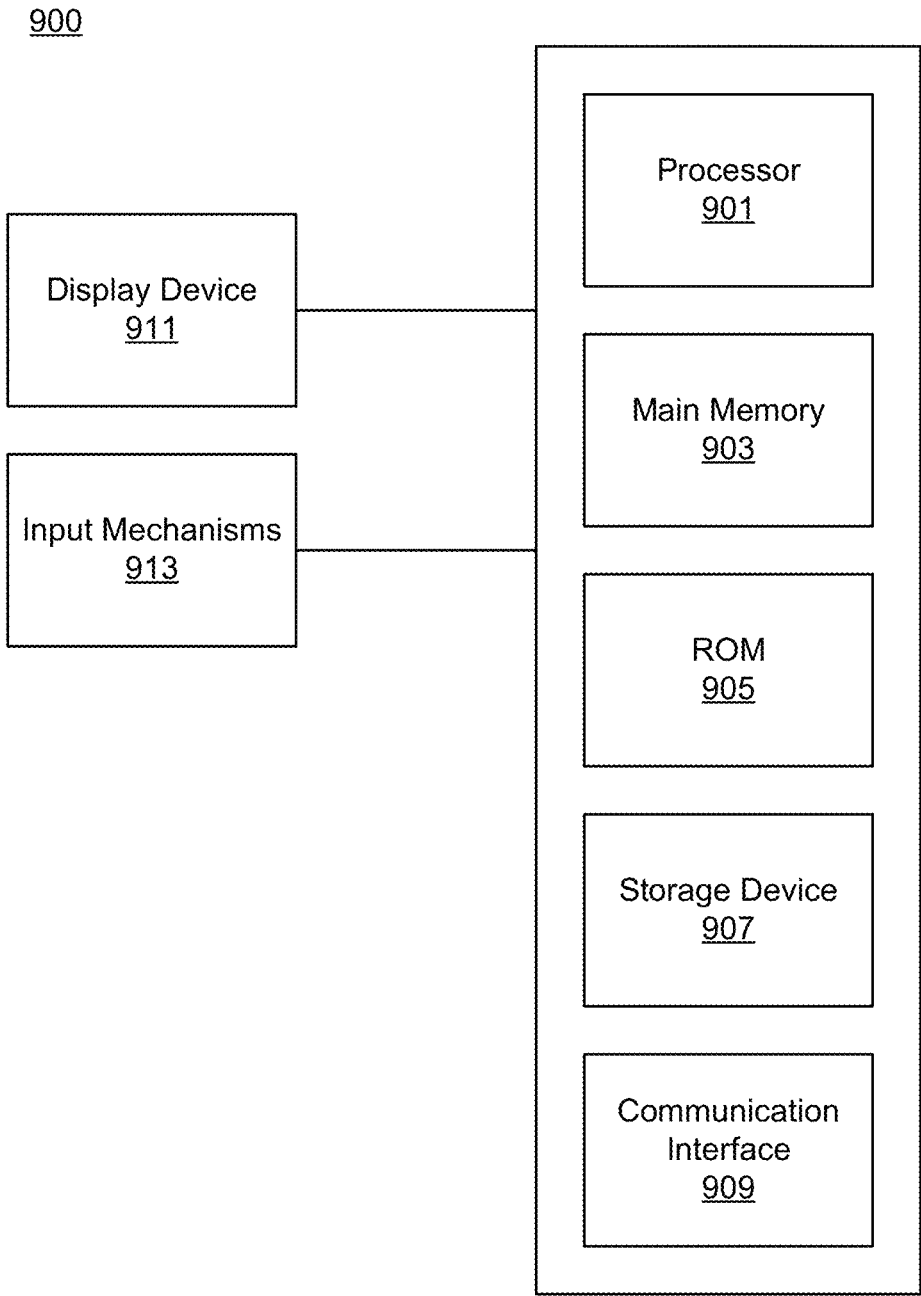 900
Processor
901
Display Device
911
Main Memory
903
Input Mechanisms
913
ROM
905
Storage Device
907
Communication
Interface
909